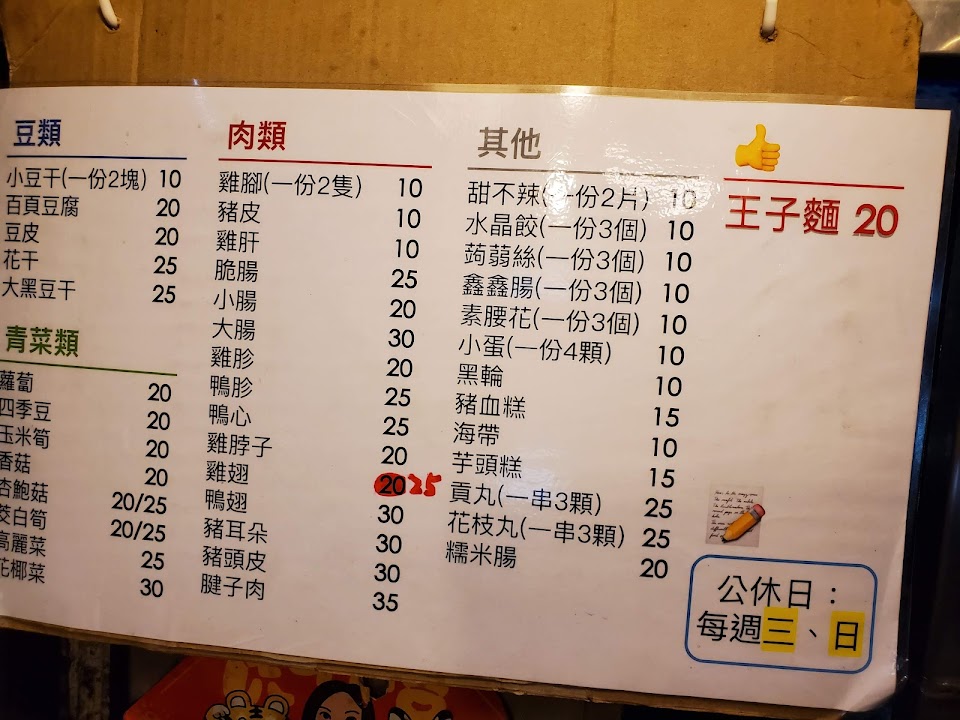 豆類
小豆干(一份2塊) 10
百頁豆腐 20
豆皮 20
花干 25
大黑豆干 25
青菜類
蘿蔔 20
四季豆 20
玉米筍 20
香菇 20
杏鮑菇 20/25
茭白筍 20/25
高麗菜 25
花椰菜 30
肉類
雞腳(一份2隻) 10
豬皮 10
雞肝 10
脆腸 25
小腸 20
大腸 30
雞胗 20
鴨胗 25
鴨心 25
雞脖子 20
雞翅 20 25
鴨翅 30
豬耳朵 30
豬頭皮 30
腱子肉 35
其他
甜不辣(一份2片) 10
水晶餃(一份3個) 10
蒟蒻絲(一份3個) 10
鑫鑫腸(一份3個) 10
素腰花(一份3個) 10
小蛋(一份4顆) 10
黑輪 10
豬血糕 15
海帶 10
芋頭糕 15
貢丸(一串3顆) 25
花枝丸(一串3顆) 25
糯米腸 20
王子麵 20
公休日：
每週三、日